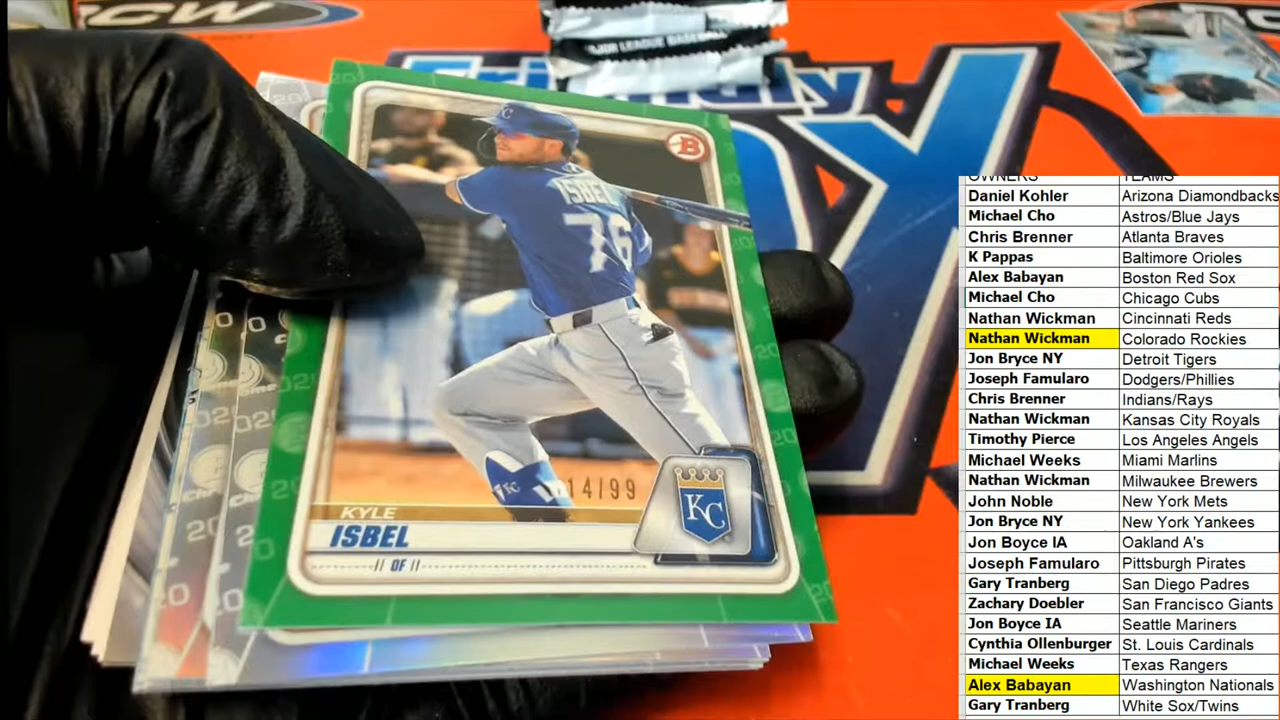 MAJOR LEAGUE BASEBALL
KC
B
ISBEL
76
14/99
KYLE
ISBEL
KC
// OF //
OWNERS TEAMS
Daniel Kohler Arizona Diamondbacks
Michael Cho Astros/Blue Jays
Chris Brenner Atlanta Braves
K Pappas Baltimore Orioles
Alex Babayan Boston Red Sox
Michael Cho Chicago Cubs
Nathan Wickman Cincinnati Reds
Nathan Wickman Colorado Rockies
Jon Bryce NY Detroit Tigers
Joseph Famularo Dodgers/Phillies
Chris Brenner Indians/Rays
Nathan Wickman Kansas City Royals
Timothy Pierce Los Angeles Angels
Michael Weeks Miami Marlins
Nathan Wickman Milwaukee Brewers
John Noble New York Mets
Jon Bryce NY New York Yankees
Jon Boyce IA Oakland A's
Joseph Famularo Pittsburgh Pirates
Gary Tranberg San Diego Padres
Zachary Doebler San Francisco Giants
Jon Boyce IA Seattle Mariners
Cynthia Ollenburger St. Louis Cardinals
Michael Weeks Texas Rangers
Alex Babayan Washington Nationals
Gary Tranberg White Sox/Twins